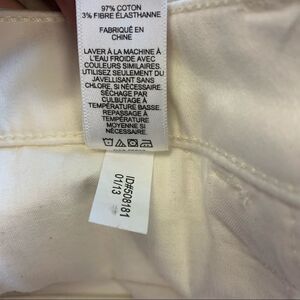 97% COTON
3% FIBRE ÉLASTHANNE
FABRIQUÉ EN
CHINE
LAVER À LA MACHINE À
L'EAU FROIDE AVEC
COULEURS SIMILAIRES.
UTILISEZ SEULEMENT DU
JAVELLISANT SANS
CHLORE, SI NÉCESSAIRE.
SÉCHAGE PAR
CULBUTAGE À
TEMPÉRATURE BASSE.
REPASSAGE À
TEMPÉRATURE
MOYENNE SI
NÉCESSAIRE.
ID#508181
01/13